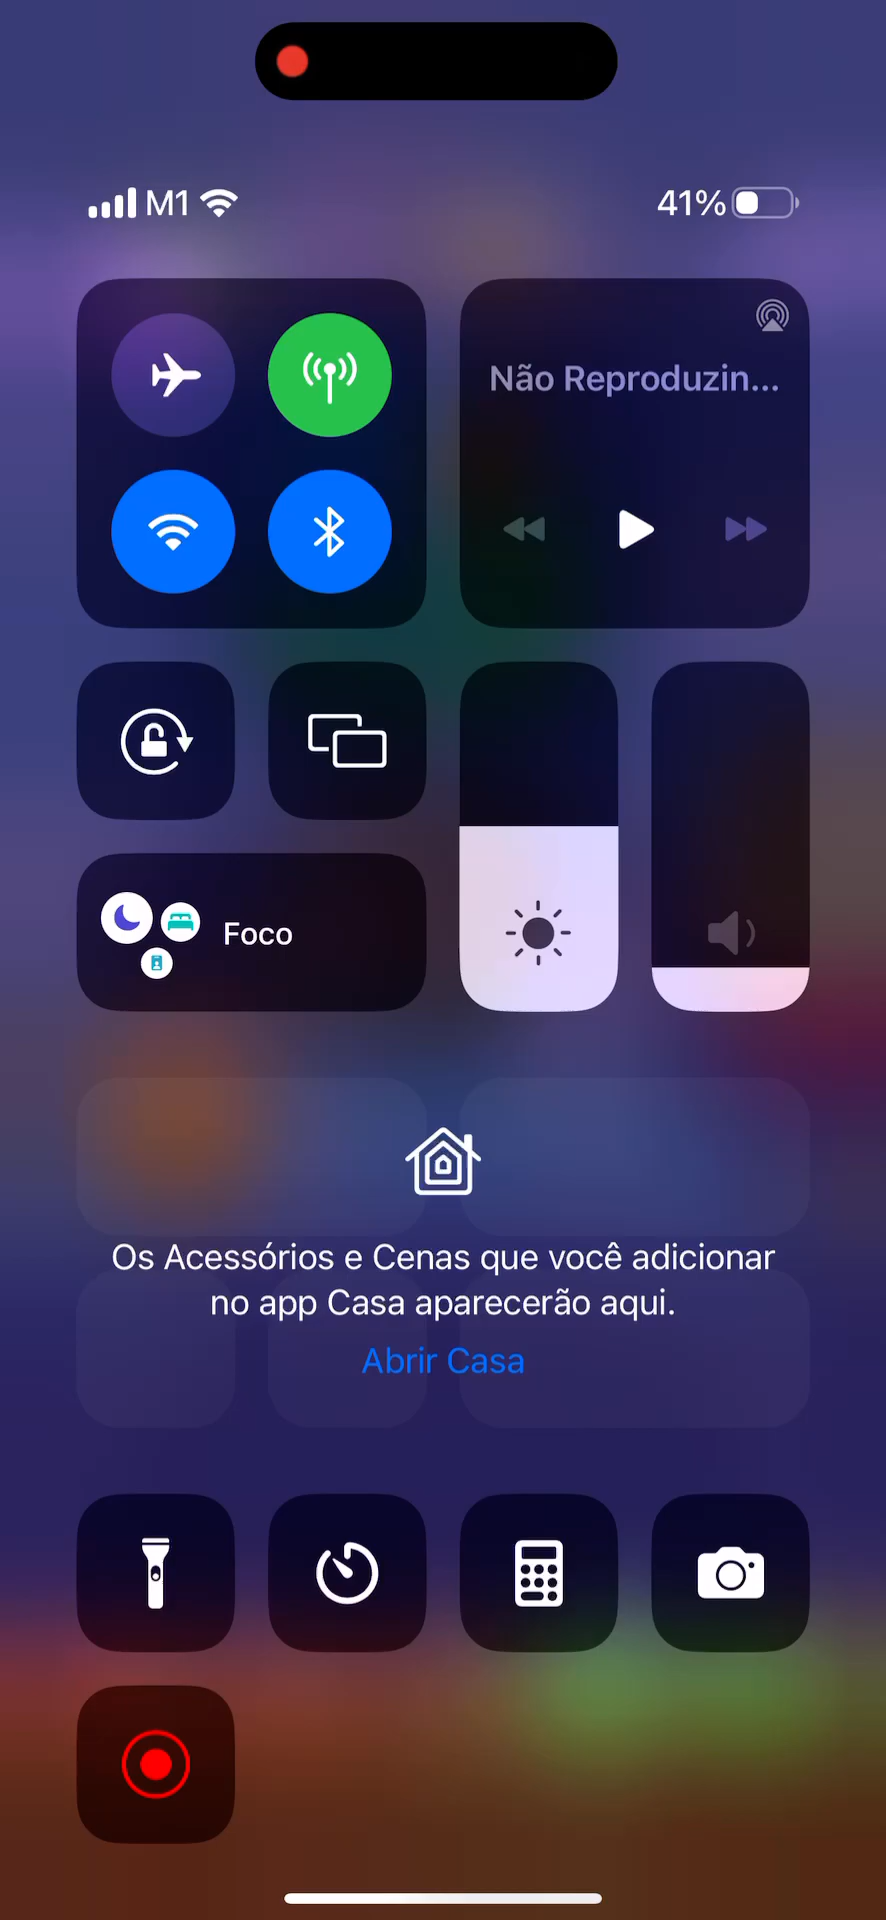 M1
41%
Não Reproduzin...
Foco
Os Acessórios e Cenas que você adicionar
no app Casa aparecerão aqui.
Abrir Casa